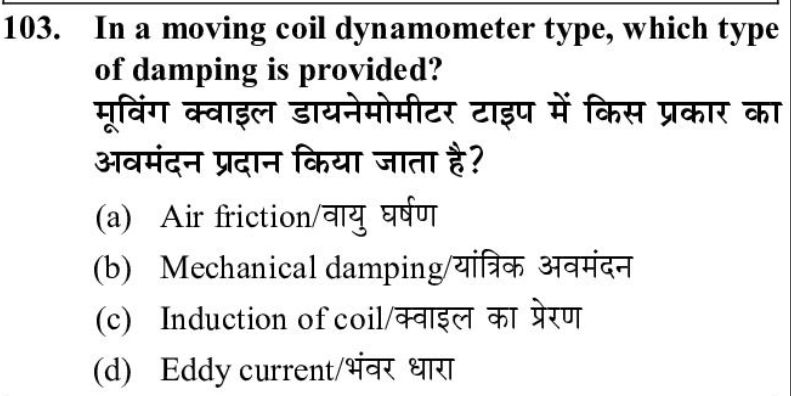 103. In a moving coil dynamometer type, which type
of damping is provided?
मूविंग क्वाइल डायनेमोमीटर टाइप में किस प्रकार का
अवमंदन प्रदान किया जाता है?
(a) Air friction/वायु घर्षण
(b) Mechanical damping/यांत्रिक अवमंदन
(c) Induction of coil/क्वाइल का प्रेरण
(d) Eddy current/भंवर धारा